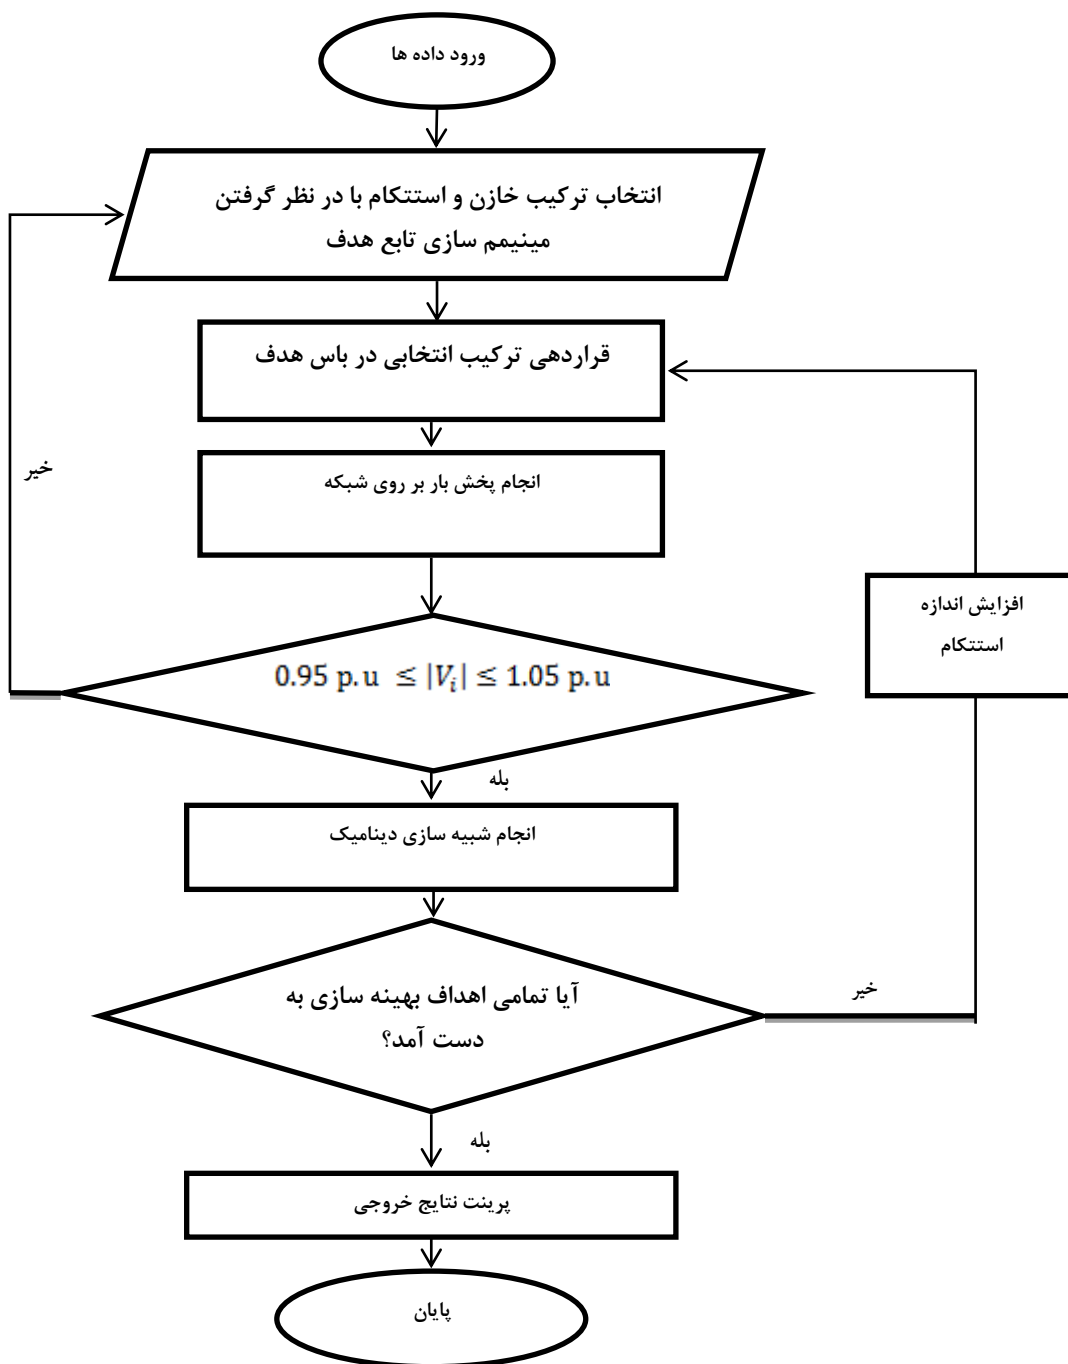 ورود داده ها
انتخاب ترکیب خازن و استتکام با در نظر گرفتن
مینیمم سازی تابع هدف
قراردهی ترکیب انتخابی در باس هدف
خیر
انجام پخش بار بر روی شبکه
افزایش اندازه
استتکام
0.95 p.u ≤ |Vᵢ| ≤ 1.05 p.u
بله
انجام شبیه سازی دینامیک
آیا تمامی اهداف بهینه سازی به
دست آمد؟
خیر
بله
پرینت نتایج خروجی
پایان